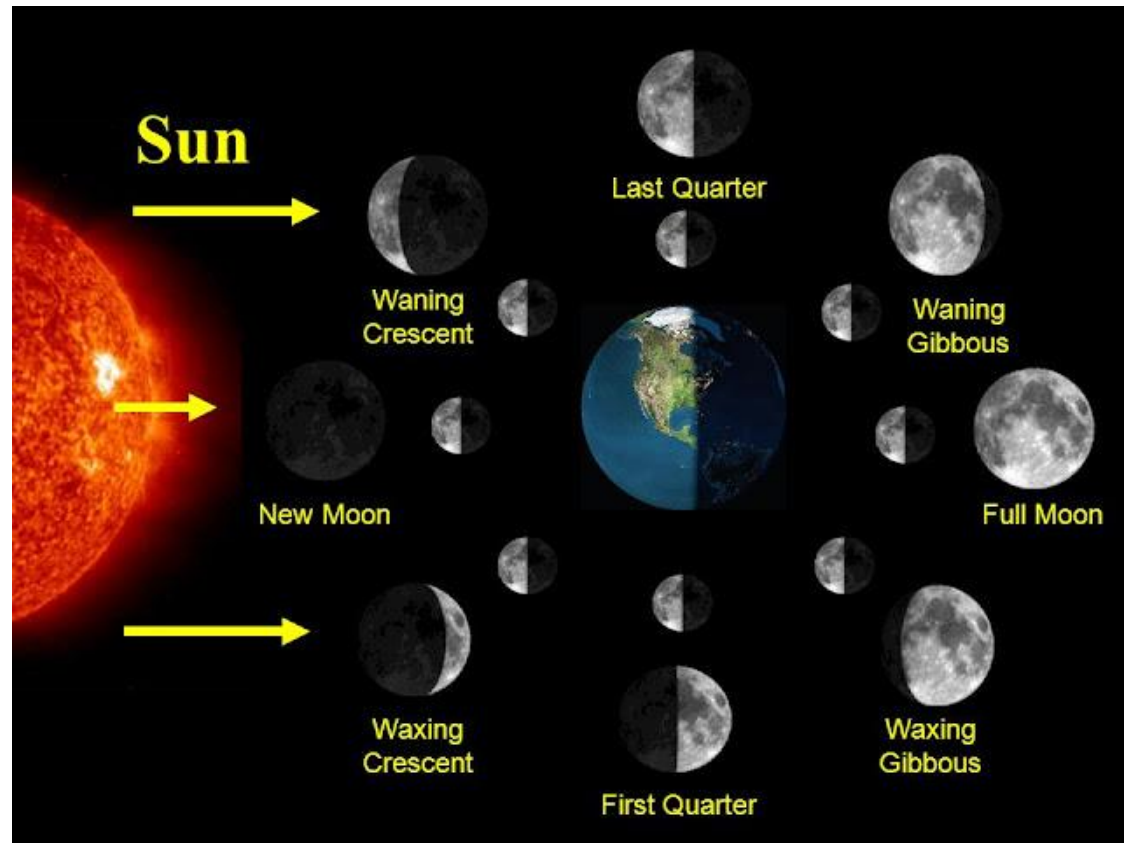 Sun
Last Quarter
Waning
Crescent
Waning
Gibbous
New Moon
Full Moon
Waxing
Crescent
Waxing
Gibbous
First Quarter